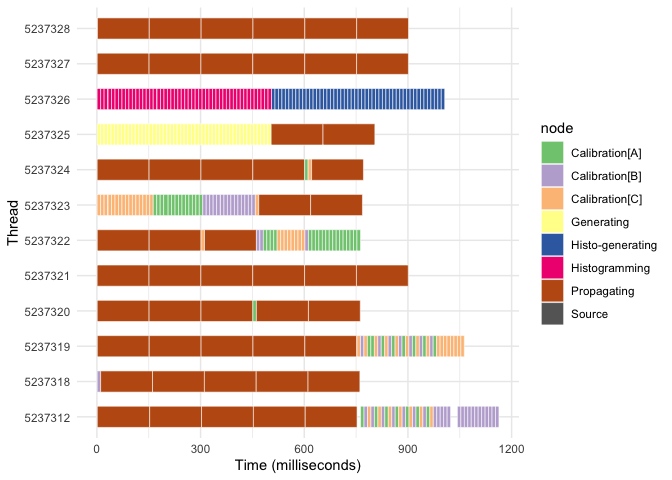 5237328
5237327
5237326
5237325
5237324
5237323
5237322
5237321
5237320
5237319
5237318
5237312
Thread
0 300 600 900 1200
Time (milliseconds)
node
Calibration[A]
Calibration[B]
Calibration[C]
Generating
Histo-generating
Histogramming
Propagating
Source